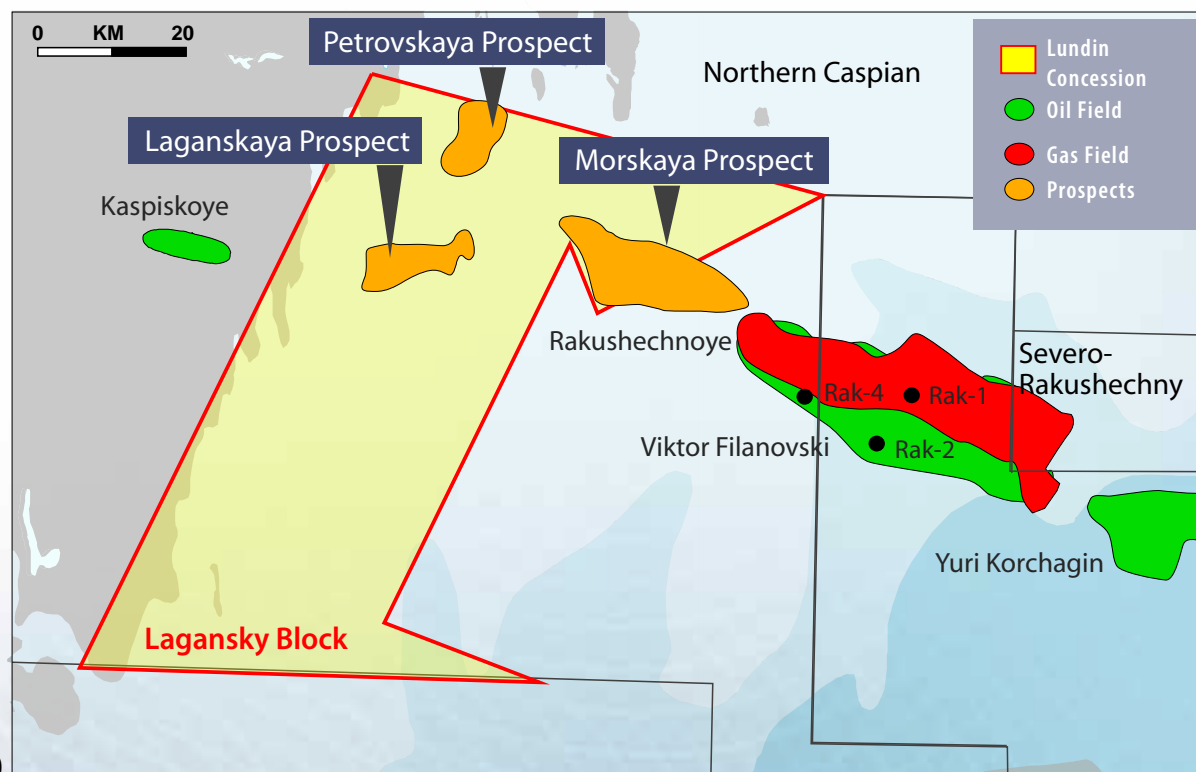 0 KM 20
Petrovskaya Prospect
Northern Caspian
Lundin
Concession
Oil Field
Gas Field
Prospects
Laganskaya Prospect
Morskaya Prospect
Kaspiskoye
Rakushechnoye
Severo-
Rakushechny
Rak-4
Rak-1
Viktor Filanovski
Rak-2
Yuri Korchagin
Lagansky Block